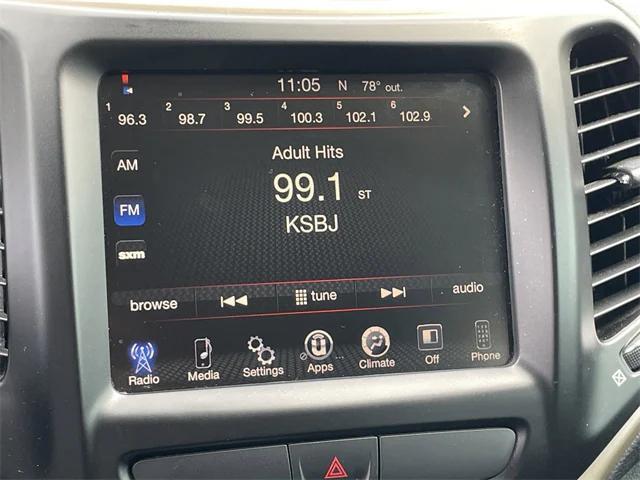 11:05 N 78° out.
1 96.3 2 98.7 3 99.5 4 100.3 5 102.1 6 102.9
Adult Hits
AM
99.1 ST
FM
KSBJ
sxm
browse tune audio
Radio Media Settings Apps Climate Off Phone